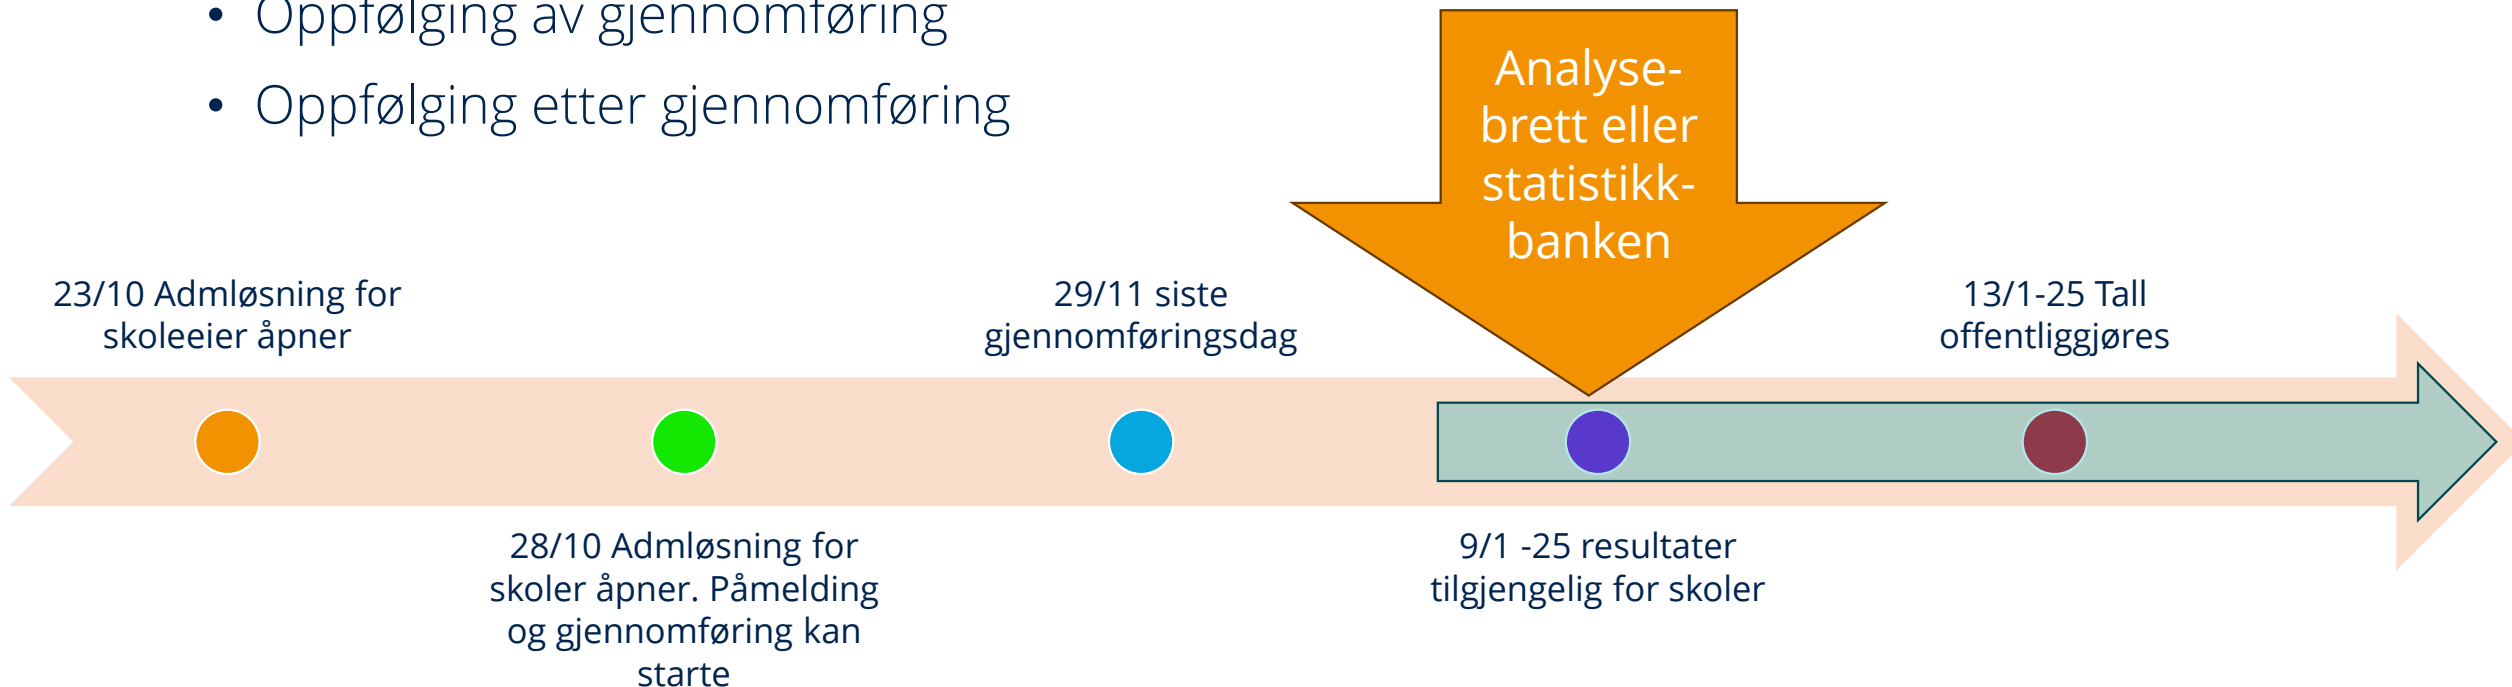 • Oppfølging av gjennomføring
• Oppfølging etter gjennomføring
Analyse-
brett eller
statistikk-
banken
23/10 Admløsning for
skoleeier åpner
29/11 siste
gjennomføringsdag
13/1-25 Tall
offentliggjøres
28/10 Admløsning for
skoler åpner. Påmelding
og gjennomføring kan
starte
9/1 -25 resultater
tilgjengelig for skoler